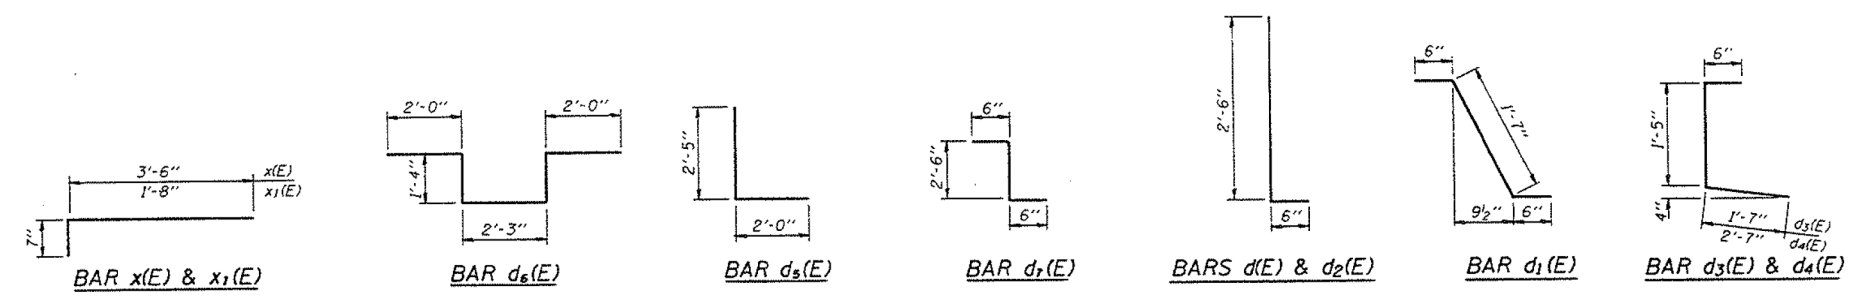 3'-6" x(E)
1'-8" x1(E)
7"
BAR x(E) & x1(E)
2'-0" 2'-0"
1'-4"
2'-3"
BAR d6(E)
2'-5"
2'-0"
BAR d5(E)
6"
2'-6"
6"
BAR d7(E)
2'-6"
6"
BARS d(E) & d2(E)
6"
1'-7"
9½" 6"
BAR d1(E)
6"
1'-5"
4"
1'-7" d3(E)
2'-7" d4(E)
BAR d3(E) & d4(E)